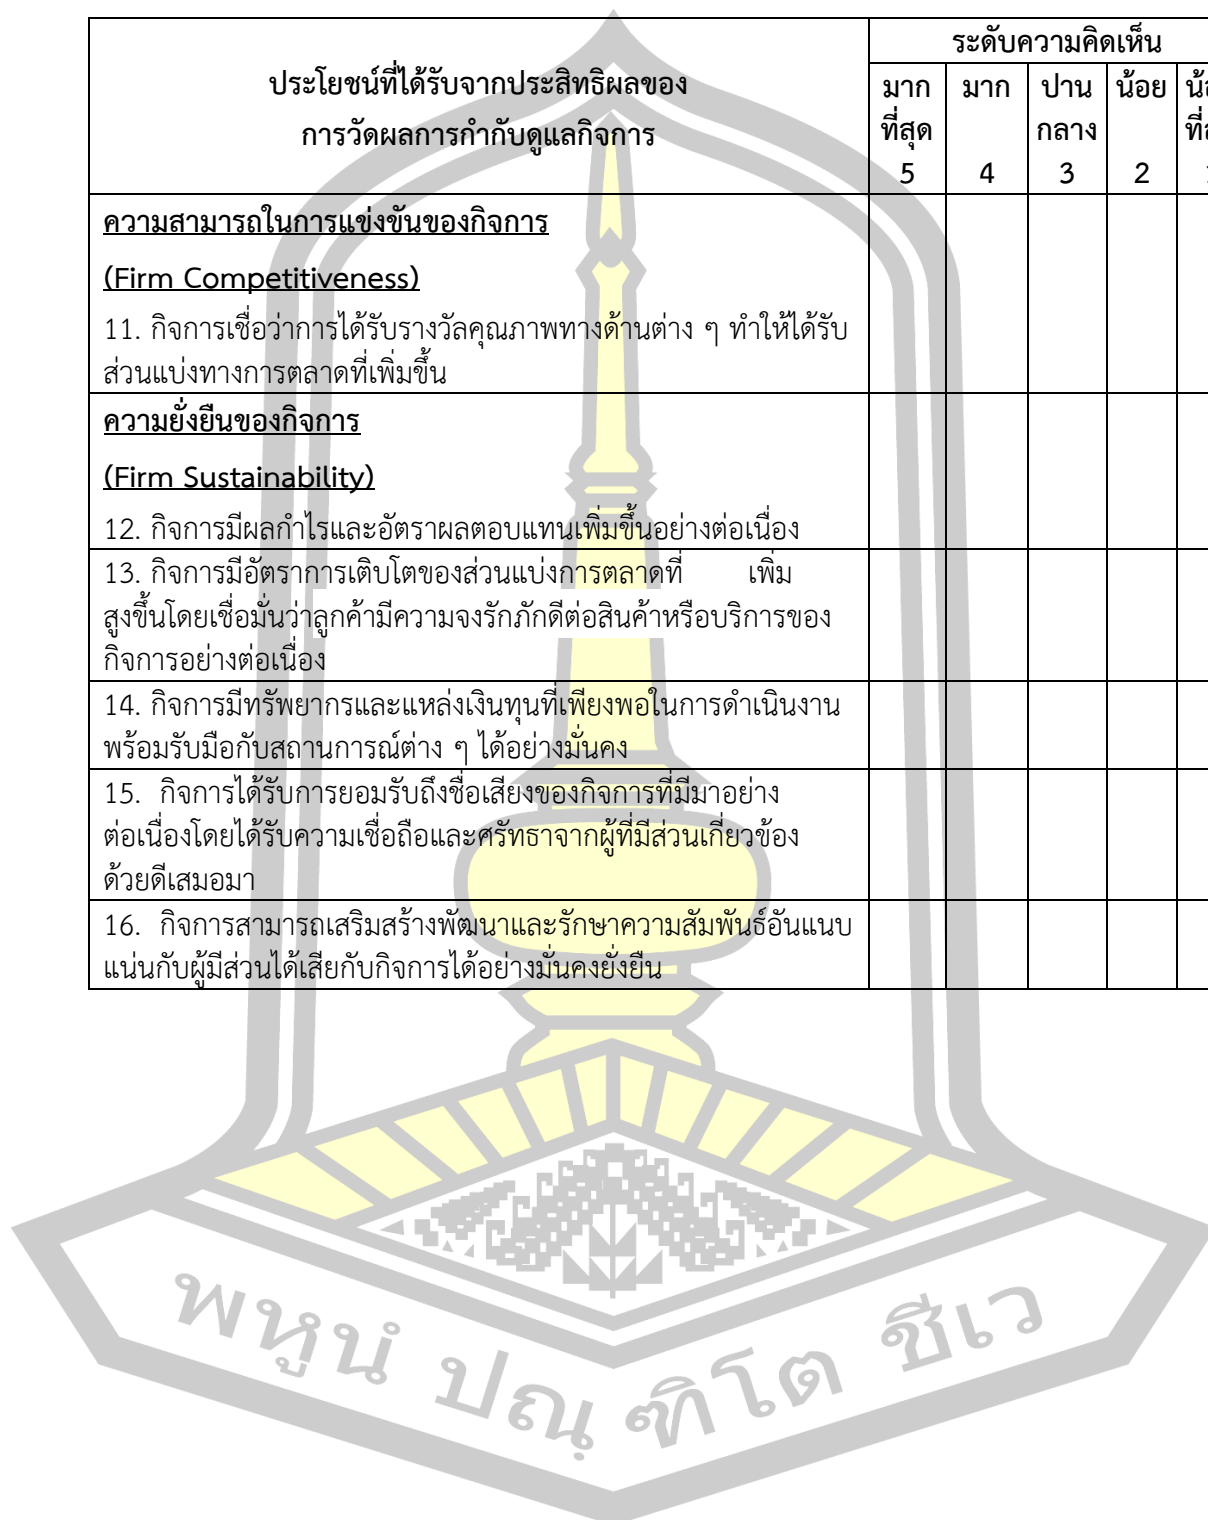 ประโยชน์ที่ได้รับจากประสิทธิผลของ
การวัดผลการกำกับดูแลกิจการ
ระดับความคิดเห็น
มาก
ที่สุด
5
มาก
4
ปาน
กลาง
3
น้อย
2
ความสามารถในการแข่งขันของกิจการ
(Firm Competitiveness)
11. กิจการเชื่อว่าการได้รับรางวัลคุณภาพทางด้านต่าง ๆ ทำให้ได้รับ
ส่วนแบ่งทางการตลาดที่เพิ่มขึ้น
ความยั่งยืนของกิจการ
(Firm Sustainability)
12. กิจการมีผลกำไรและอัตราผลตอบแทนเพิ่มขึ้นอย่างต่อเนื่อง
13. กิจการมีอัตราการเติบโตของส่วนแบ่งการตลาดที่ เพิ่ม
สูงขึ้นโดยเชื่อมั่นว่าลูกค้ามีความจงรักภักดีต่อสินค้าหรือบริการของ
กิจการอย่างต่อเนื่อง
14. กิจการมีทรัพยากรและแหล่งเงินทุนที่เพียงพอในการดำเนินงาน
พร้อมรับมือกับสถานการณ์ต่าง ๆ ได้อย่างมั่นคง
15. กิจการได้รับการยอมรับถึงชื่อเสียงของกิจการที่มีมาอย่าง
ต่อเนื่องโดยได้รับความเชื่อถือและศรัทธาจากผู้ที่มีส่วนเกี่ยวข้อง
ด้วยดีเสมอมา
16. กิจการสามารถเสริมสร้างพัฒนาและรักษาความสัมพันธ์อันแนบ
แน่นกับผู้มีส่วนได้เสียกับกิจการได้อย่างมั่นคงยั่งยืน
พหูนํ ปณฺฑิโต ชีเว